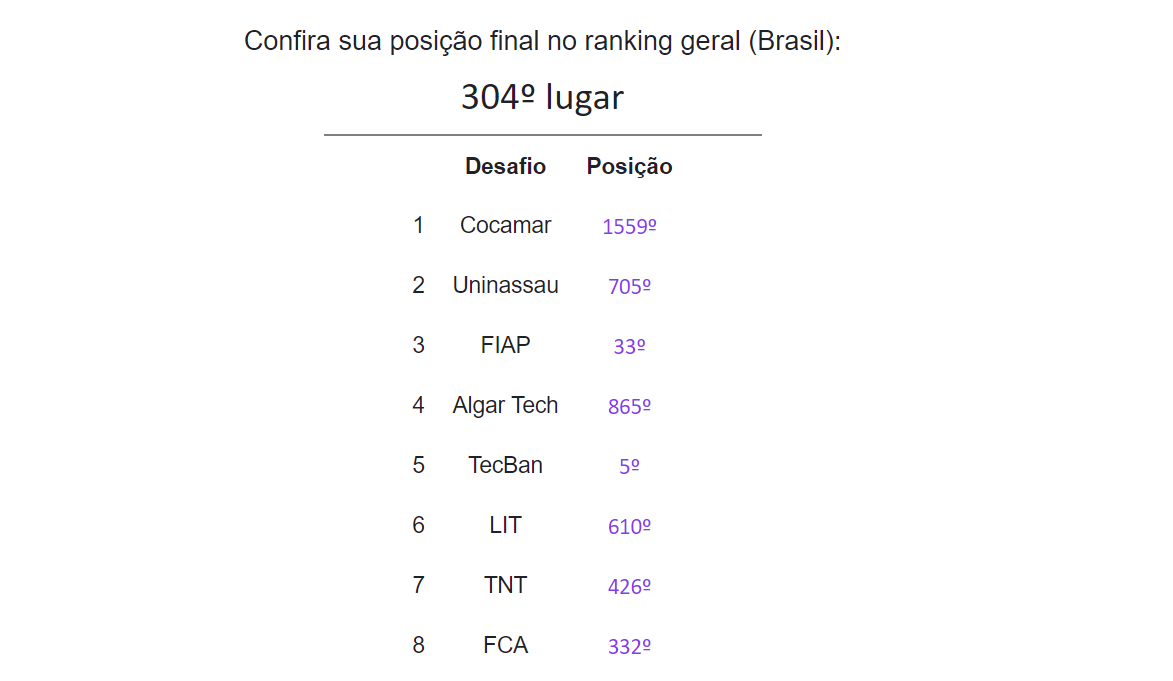 Confira sua posição final no ranking geral (Brasil):
304º lugar
Desafio Posição
1 Cocamar 1559º
2 Uninassau 705º
3 FIAP 33º
4 Algar Tech 865º
5 TecBan 5º
6 LIT 610º
7 TNT 426º
8 FCA 332º